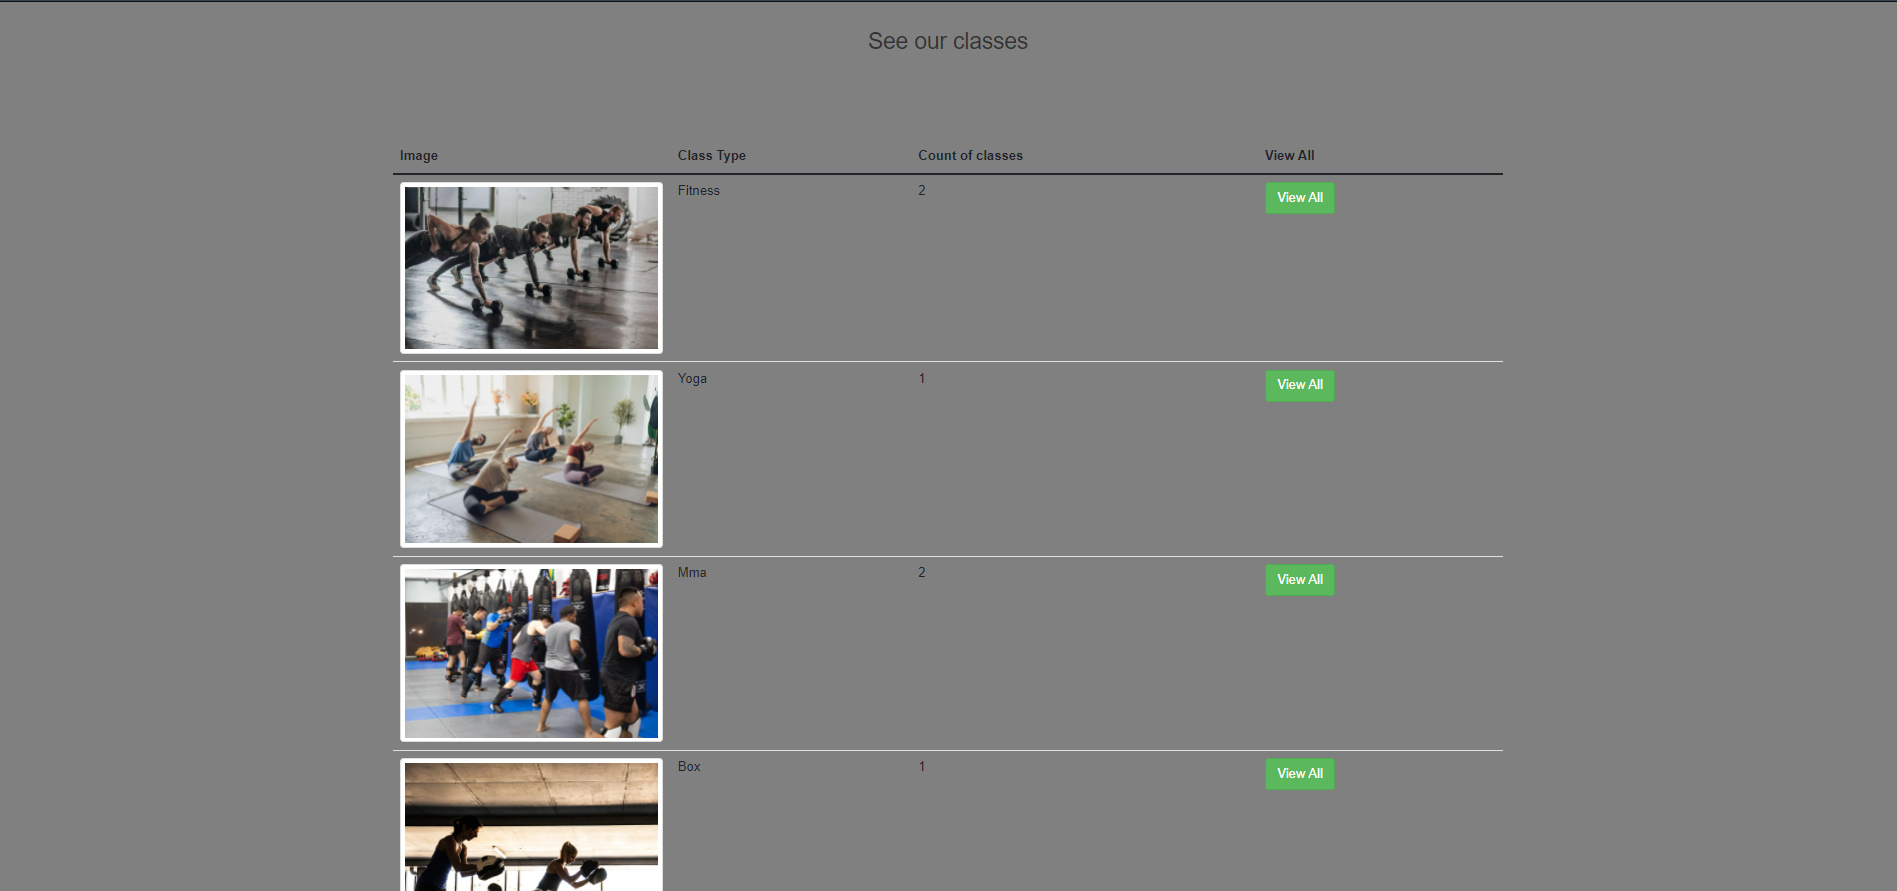 See our classes
Image Class Type Count of classes View All
Fitness 2 View All
Yoga 1 View All
Mma 2 View All
Box 1 View All